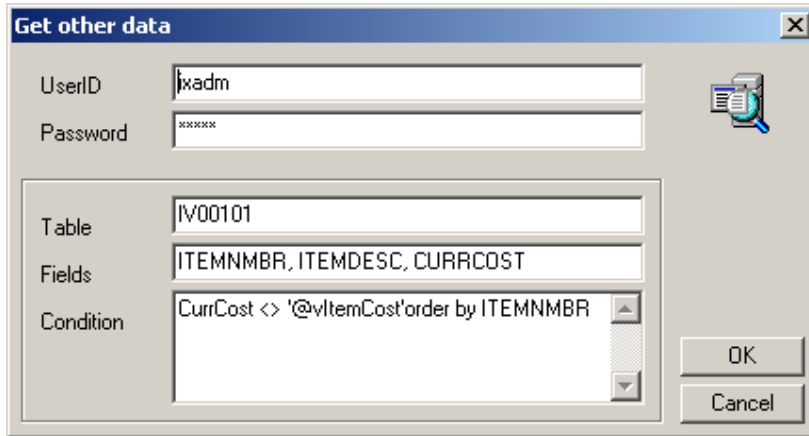 Get other data
UserID
ixadm
Password
xxxxx
Table
IV00101
Fields
ITEMNMBR, ITEMDESC, CURRCOST
Condition
CurrCost <> '@vItemCost'order by ITEMNMBR
OK
Cancel